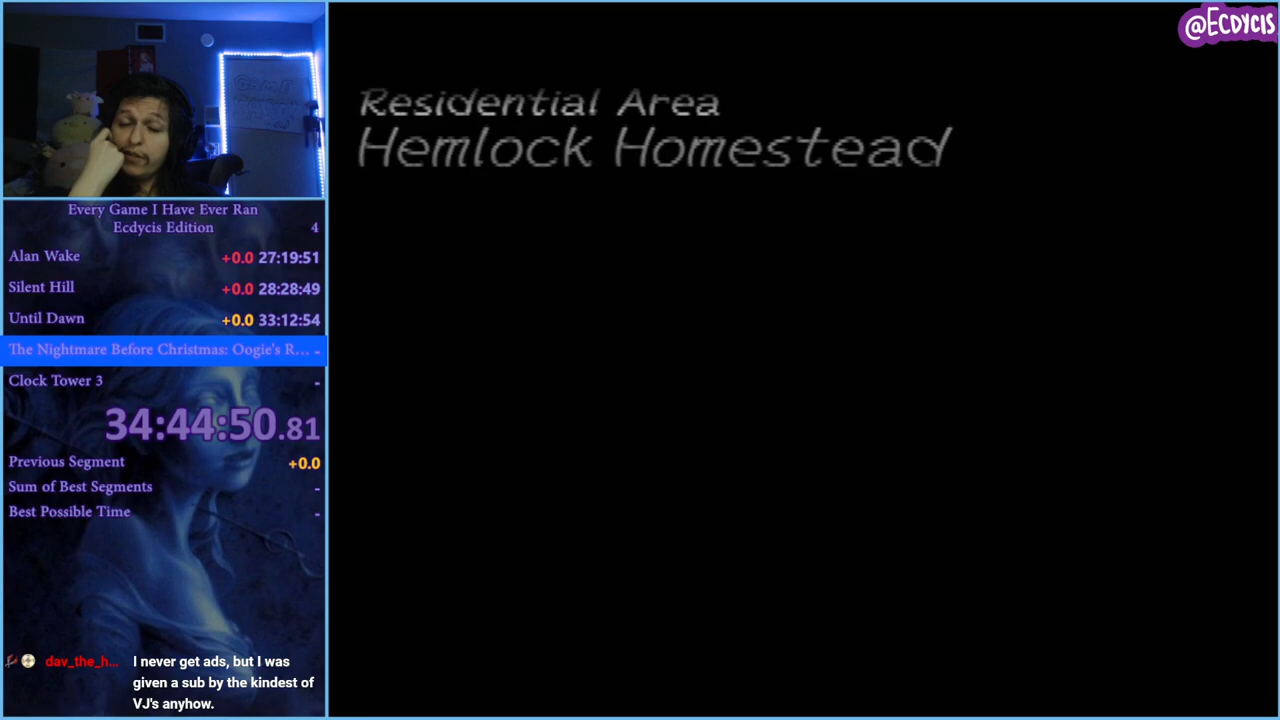 @ECDYCIS
Residential Area
Hemlock Homestead
GAME
Every Game I Have Ever Ran
Ecdycis Edition 4
Alan Wake +0.0 27:19:51
Silent Hill +0.0 28:28:49
Until Dawn +0.0 33:12:54
The Nightmare Before Christmas: Oogie's R... -
Clock Tower 3 -
34:44:50.81
Previous Segment +0.0
Sum of Best Segments -
Best Possible Time -
dav_the_h... I never get ads, but I was
given a sub by the kindest of
VJ's anyhow.